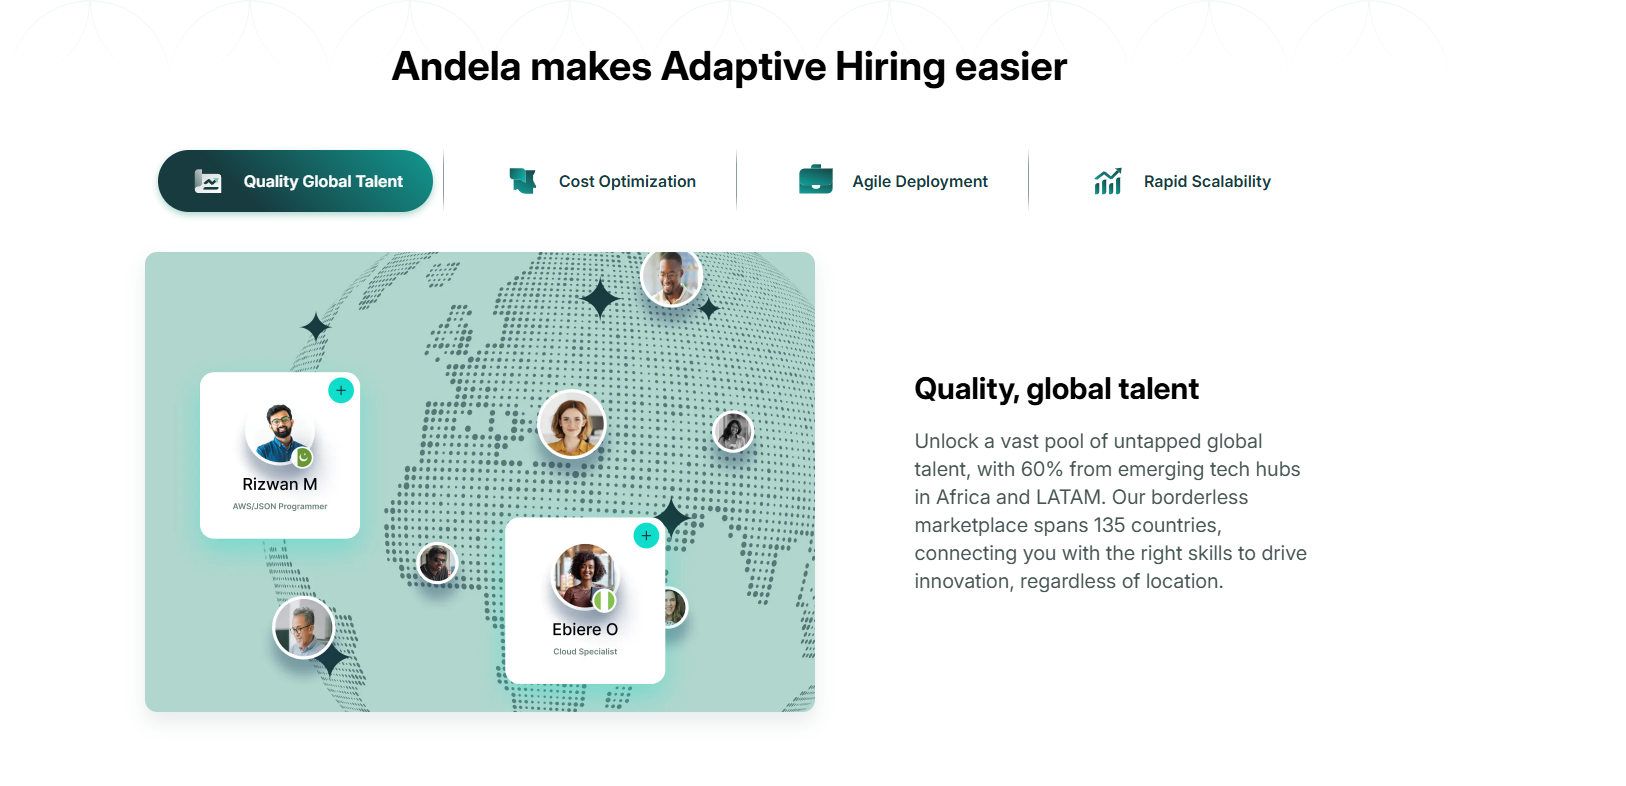 Andela makes Adaptive Hiring easier
Quality Global Talent
Cost Optimization
Agile Deployment
Rapid Scalability
Rizwan M
AWS/JSON Programmer
Ebiere O
Cloud Specialist
Quality, global talent
Unlock a vast pool of untapped global
talent, with 60% from emerging tech hubs
in Africa and LATAM. Our borderless
marketplace spans 135 countries,
connecting you with the right skills to drive
innovation, regardless of location.